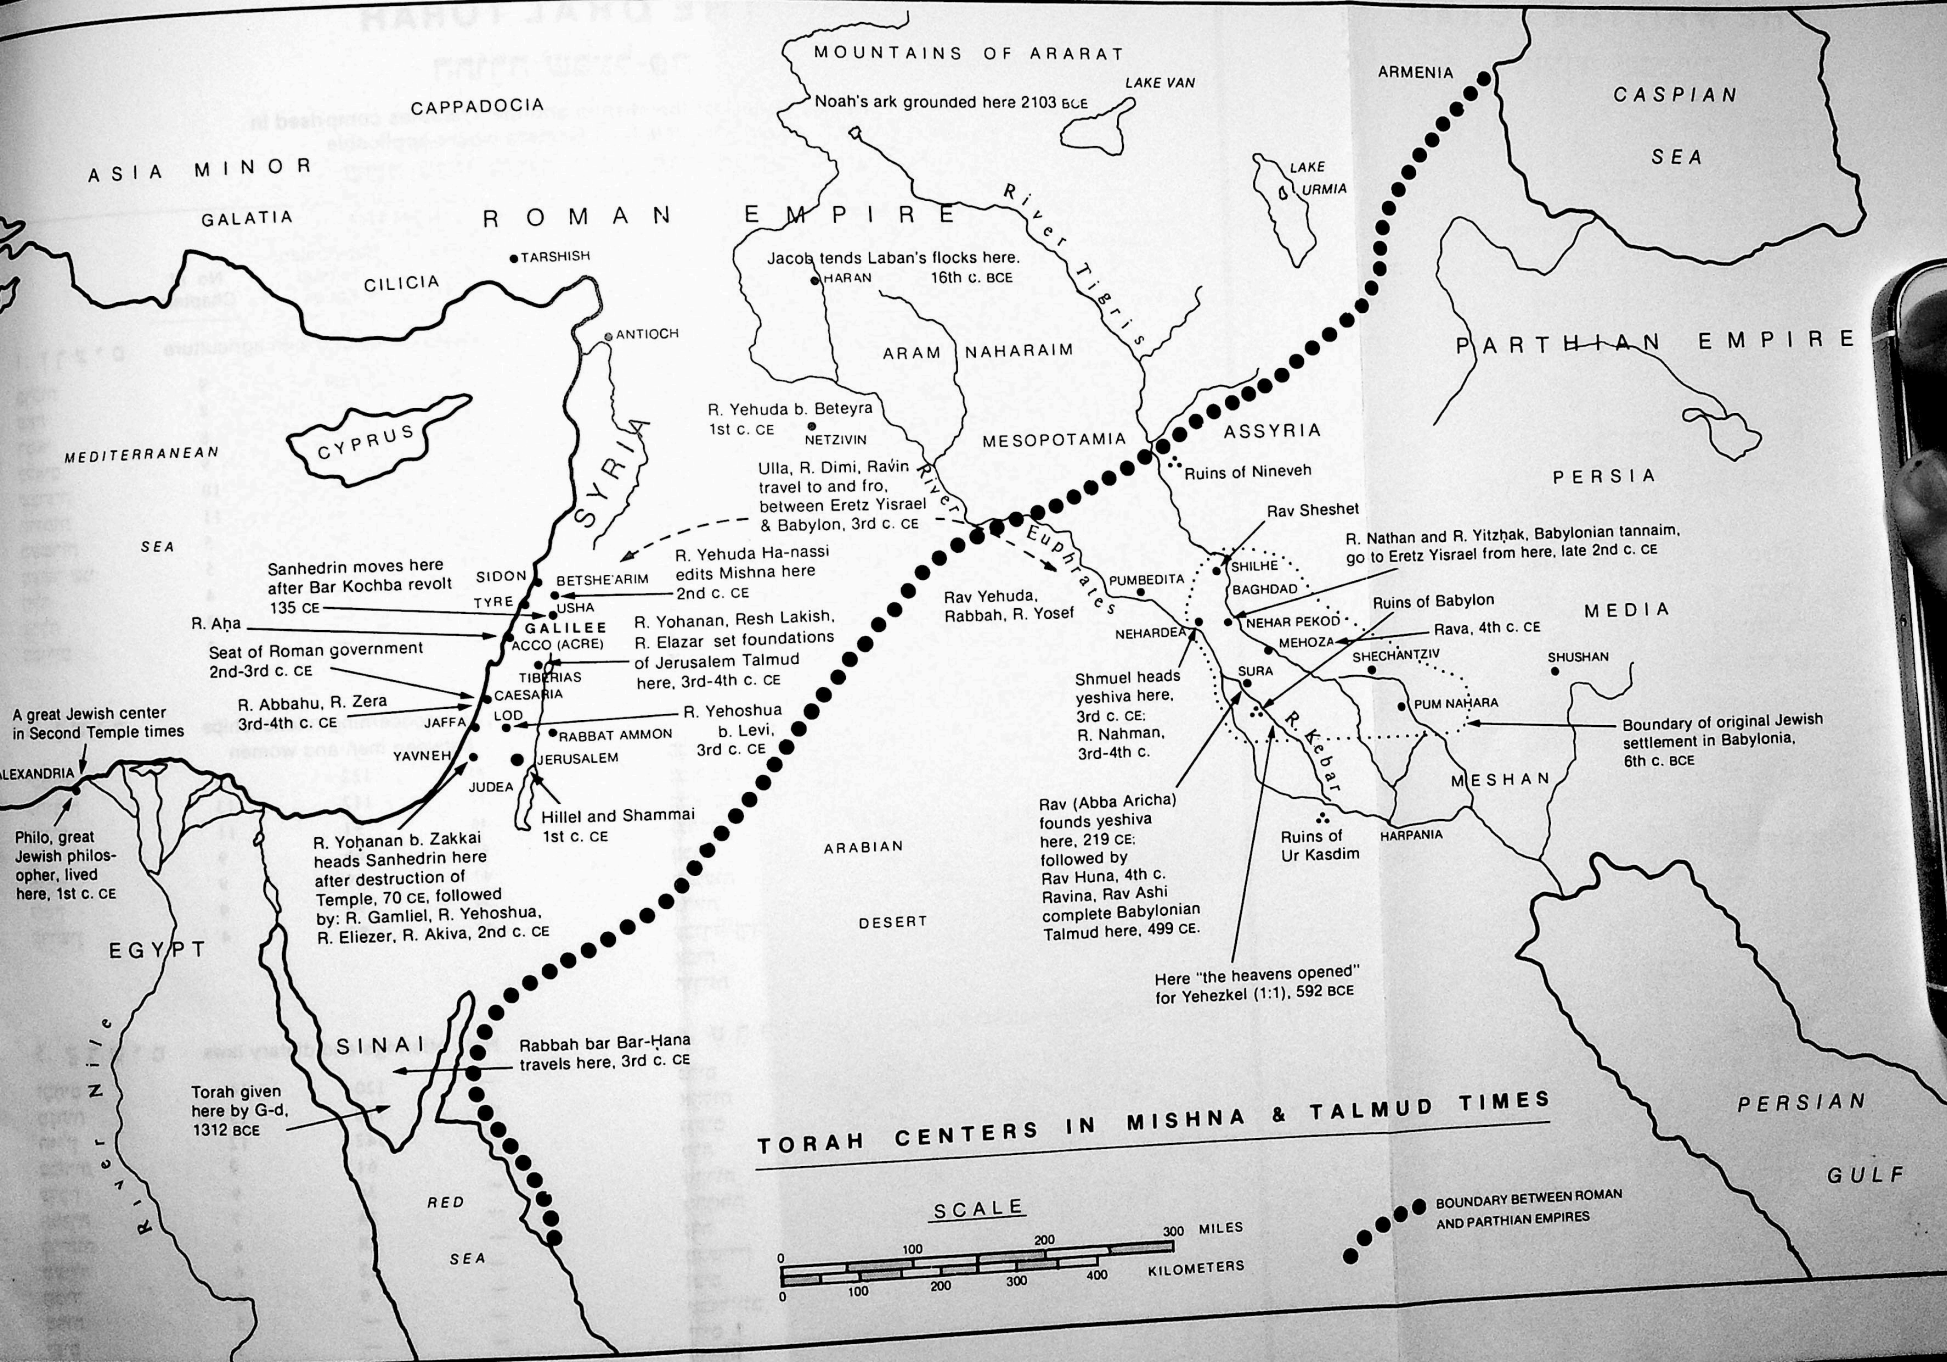 MOUNTAINS OF ARARAT
Noah's ark grounded here 2103 BCE
LAKE VAN
ARMENIA
CASPIAN
SEA
CAPPADOCIA
ASIA MINOR
GALATIA
ROMAN EMPIRE
LAKE
URMIA
River Tigris
TARSHISH
CILICIA
Jacob tends Laban's flocks here.
HARAN 16th c. BCE
ANTIOCH
ARAM NAHARAIM
PARTHIAN EMPIRE
CYPRUS
MEDITERRANEAN
SEA
SYRIA
R. Yehuda b. Beteyra
1st c. CE
NETZIVIN
MESOPOTAMIA
ASSYRIA
Ruins of Nineveh
PERSIA
Ulla, R. Dimi, Ravin
travel to and fro,
between Eretz Yisrael
& Babylon, 3rd c. CE
River Euphrates
Rav Sheshet
R. Nathan and R. Yitzḥak, Babylonian tannaim,
go to Eretz Yisrael from here, late 2nd c. CE
Sanhedrin moves here
after Bar Kochba revolt
135 CE
SIDON
BETSHE'ARIM
R. Yehuda Ha-nassi
edits Mishna here
2nd c. CE
TYRE
USHA
GALILEE
R. Aḥa
ACCO (ACRE)
R. Yohanan, Resh Lakish,
R. Elazar set foundations
of Jerusalem Talmud
here, 3rd-4th c. CE
TIBERIAS
Seat of Roman government
2nd-3rd c. CE
CAESARIA
R. Abbahu, R. Zera
3rd-4th c. CE
JAFFA
LOD
R. Yehoshua
b. Levi,
3rd c. CE
RABBAT AMMON
YAVNEH
JERUSALEM
JUDEA
Hillel and Shammai
1st c. CE
A great Jewish center
in Second Temple times
LEXANDRIA
Philo, great
Jewish philos-
opher, lived
here, 1st c. CE
R. Yoḥanan b. Zakkai
heads Sanhedrin here
after destruction of
Temple, 70 CE, followed
by: R. Gamliel, R. Yehoshua,
R. Eliezer, R. Akiva, 2nd c. CE
PUMBEDITA
Rav Yehuda,
Rabbah, R. Yosef
SHILHE
BAGHDAD
NEHARDEA
NEHAR PEKOD
Ruins of Babylon
MEHOZA
Rava, 4th c. CE
MEDIA
SHECHANTZIV
SHUSHAN
SURA
PUM NAHARA
Shmuel heads
yeshiva here,
3rd c. CE;
R. Nahman,
3rd-4th c.
R. Kebar
Boundary of original Jewish
settlement in Babylonia,
6th c. BCE
MESHAN
HARPANIA
Ruins of
Ur Kasdim
Rav (Abba Aricha)
founds yeshiva
here, 219 CE;
followed by
Rav Huna, 4th c.
Ravina, Rav Ashi
complete Babylonian
Talmud here, 499 CE.
ARABIAN
DESERT
Here "the heavens opened"
for Yehezkel (1:1), 592 BCE
EGYPT
River Nile
SINAI
Rabbah bar Bar-Ḥana
travels here, 3rd c. CE
Torah given
here by G-d,
1312 BCE
RED
SEA
PERSIAN
GULF
TORAH CENTERS IN MISHNA & TALMUD TIMES
SCALE
0 100 200 300 MILES
0 100 200 300 400 KILOMETERS
BOUNDARY BETWEEN ROMAN
AND PARTHIAN EMPIRES